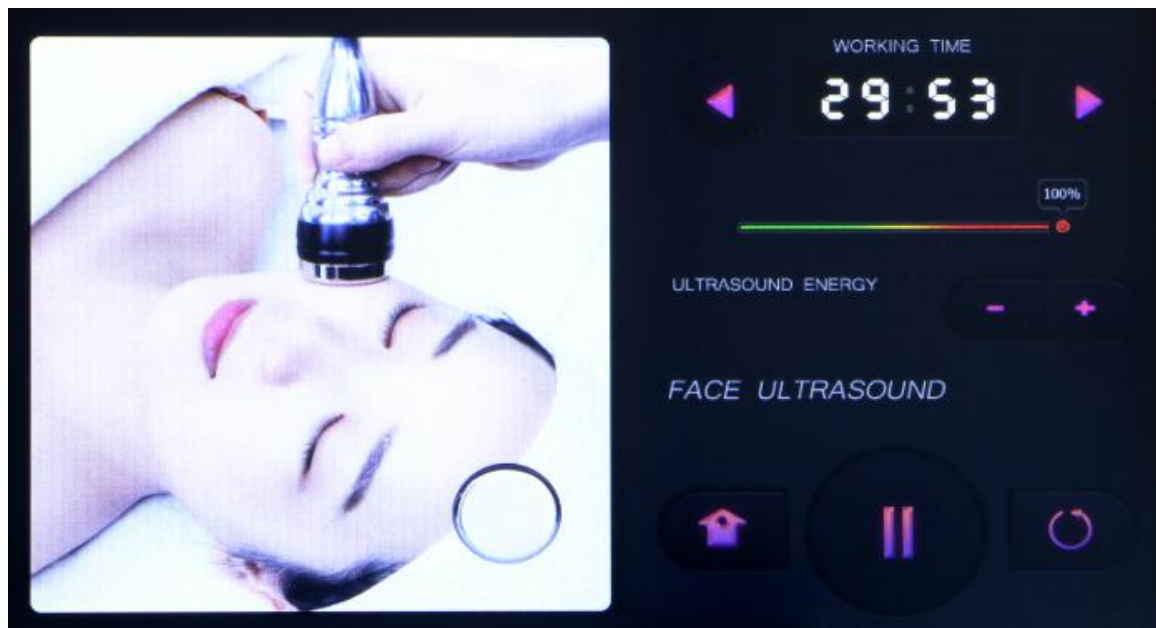 WORKING TIME
29:53
100%
ULTRASOUND ENERGY
- +
FACE ULTRASOUND